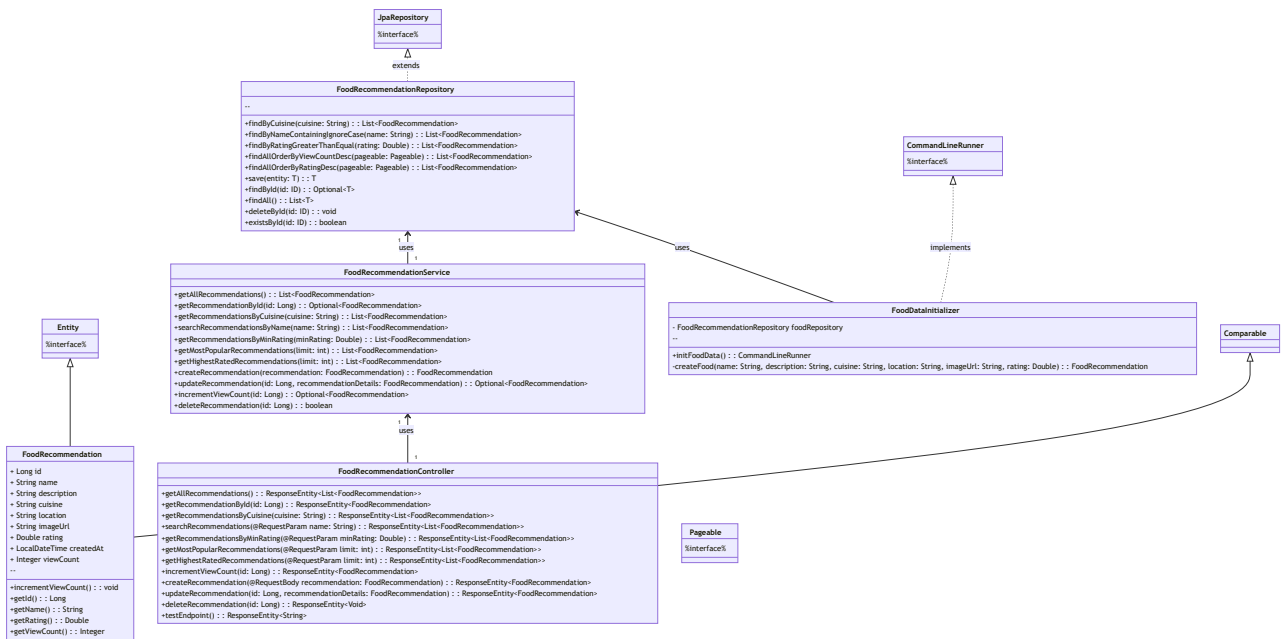 JpaRepository
%interface%
extends
FoodRecommendationRepository
--
+findByCuisine(cuisine: String) : : List<FoodRecommendation>
+findByNameContainingIgnoreCase(name: String) : : List<FoodRecommendation>
+findByRatingGreaterThanEqual(rating: Double) : : List<FoodRecommendation>
+findAllOrderByViewCountDesc(pageable: Pageable) : : List<FoodRecommendation>
+findAllOrderByRatingDesc(pageable: Pageable) : : List<FoodRecommendation>
+save(entity: T) : : T
+findById(id: ID) : : Optional<T>
+findAll() : : List<T>
+deleteById(id: ID) : : void
+existsById(id: ID) : : boolean
CommandLineRunner
%interface%
1
uses
1
uses
implements
FoodRecommendationService
+getAllRecommendations() : : List<FoodRecommendation>
+getRecommendationById(id: Long) : : Optional<FoodRecommendation>
+getRecommendationsByCuisine(cuisine: String) : : List<FoodRecommendation>
+searchRecommendationsByName(name: String) : : List<FoodRecommendation>
+getRecommendationsByMinRating(minRating: Double) : : List<FoodRecommendation>
+getMostPopularRecommendations(limit: int) : : List<FoodRecommendation>
+getHighestRatedRecommendations(limit: int) : : List<FoodRecommendation>
+createRecommendation(recommendation: FoodRecommendation) : : FoodRecommendation
+updateRecommendation(id: Long, recommendationDetails: FoodRecommendation) : : Optional<FoodRecommendation>
+incrementViewCount(id: Long) : : Optional<FoodRecommendation>
+deleteRecommendation(id: Long) : : boolean
FoodDataInitializer
- FoodRecommendationRepository foodRepository
--
+initFoodData() : : CommandLineRunner
-createFood(name: String, description: String, cuisine: String, location: String, imageUrl: String, rating: Double) : : FoodRecommendation
Entity
%interface%
Comparable
1
uses
1
FoodRecommendation
+ Long id
+ String name
+ String description
+ String cuisine
+ String location
+ String imageUrl
+ Double rating
+ LocalDateTime createdAt
+ Integer viewCount
--
+incrementViewCount() : : void
+getId() : : Long
+getName() : : String
+getRating() : : Double
+getViewCount() : : Integer
FoodRecommendationController
+getAllRecommendations() : : ResponseEntity<List<FoodRecommendation>>
+getRecommendationById(id: Long) : : ResponseEntity<FoodRecommendation>
+getRecommendationsByCuisine(cuisine: String) : : ResponseEntity<List<FoodRecommendation>>
+searchRecommendations(@RequestParam name: String) : : ResponseEntity<List<FoodRecommendation>>
+getRecommendationsByMinRating(@RequestParam minRating: Double) : : ResponseEntity<List<FoodRecommendation>>
+getMostPopularRecommendations(@RequestParam limit: int) : : ResponseEntity<List<FoodRecommendation>>
+getHighestRatedRecommendations(@RequestParam limit: int) : : ResponseEntity<List<FoodRecommendation>>
+incrementViewCount(id: Long) : : ResponseEntity<FoodRecommendation>
+createRecommendation(@RequestBody recommendation: FoodRecommendation) : : ResponseEntity<FoodRecommendation>
+updateRecommendation(id: Long, recommendationDetails: FoodRecommendation) : : ResponseEntity<FoodRecommendation>
+deleteRecommendation(id: Long) : : ResponseEntity<Void>
+testEndpoint() : : ResponseEntity<String>
Pageable
%interface%